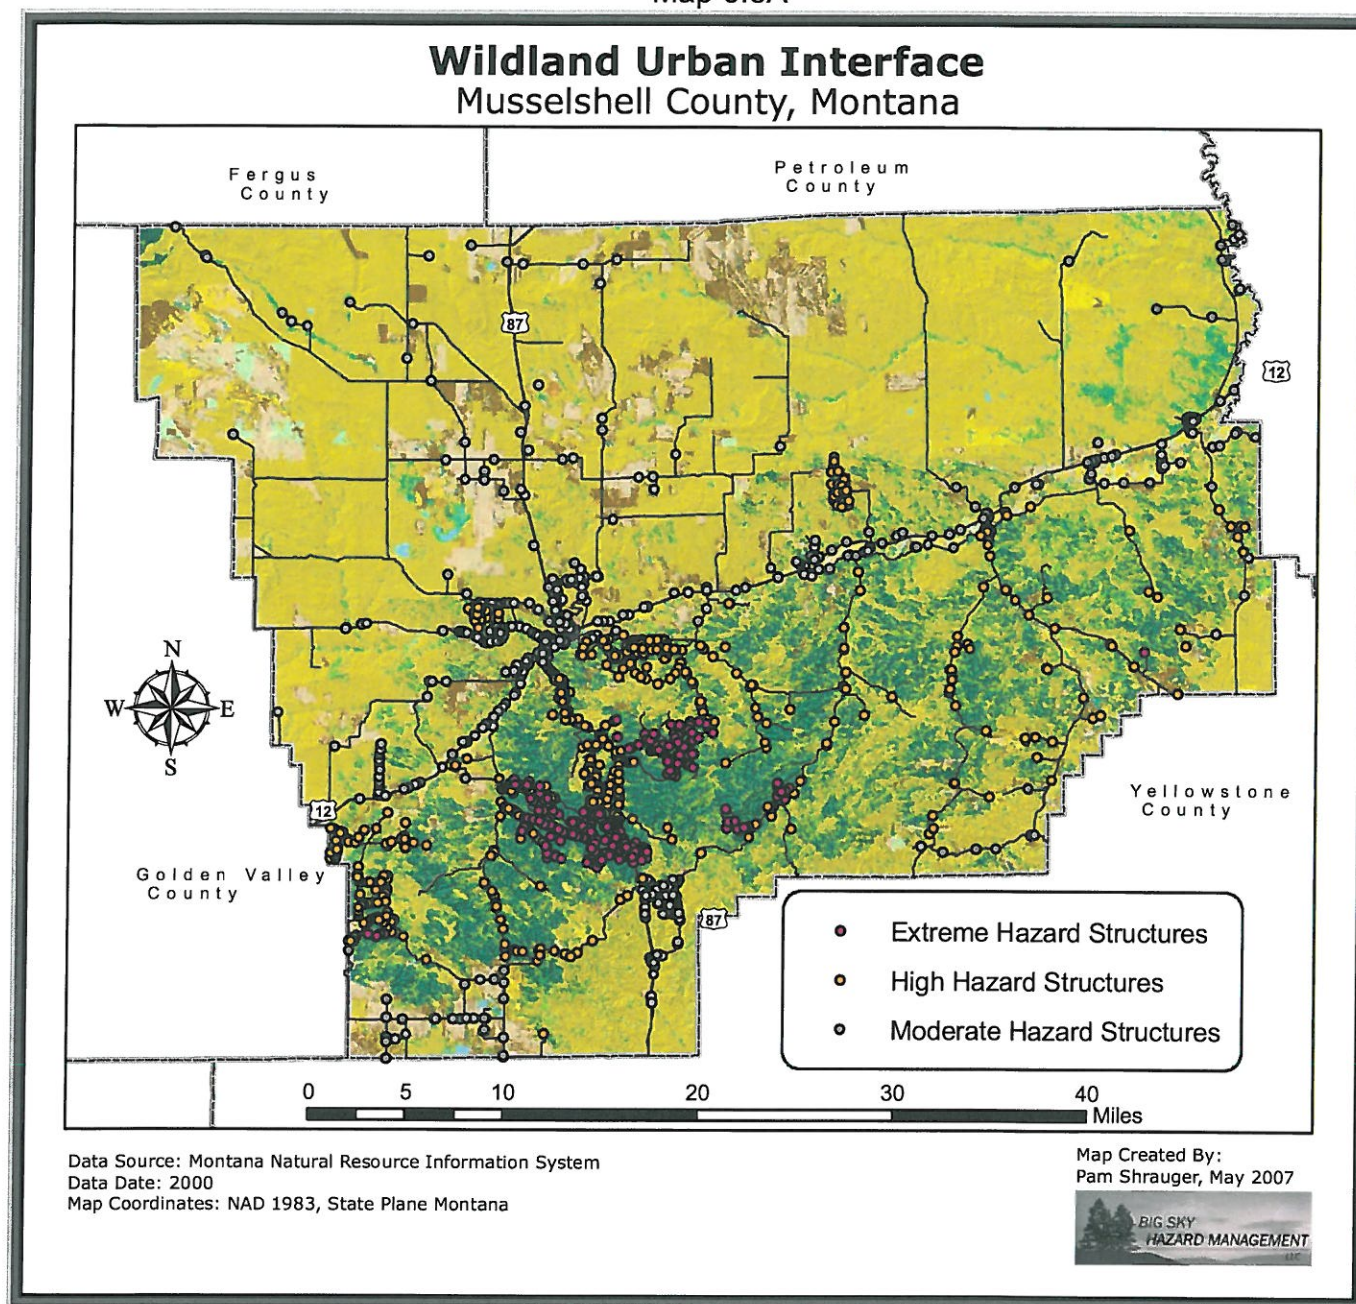 Wildland Urban Interface
Musselshell County, Montana
Fergus
County
Petroleum
County
87
12
N
W E
S
12
Yellowstone
County
Golden Valley
County
87
Extreme Hazard Structures
High Hazard Structures
Moderate Hazard Structures
0 5 10 20 30 40
Miles
Data Source: Montana Natural Resource Information System
Data Date: 2000
Map Coordinates: NAD 1983, State Plane Montana
Map Created By:
Pam Shrauger, May 2007
BIG SKY
HAZARD MANAGEMENT
LLC